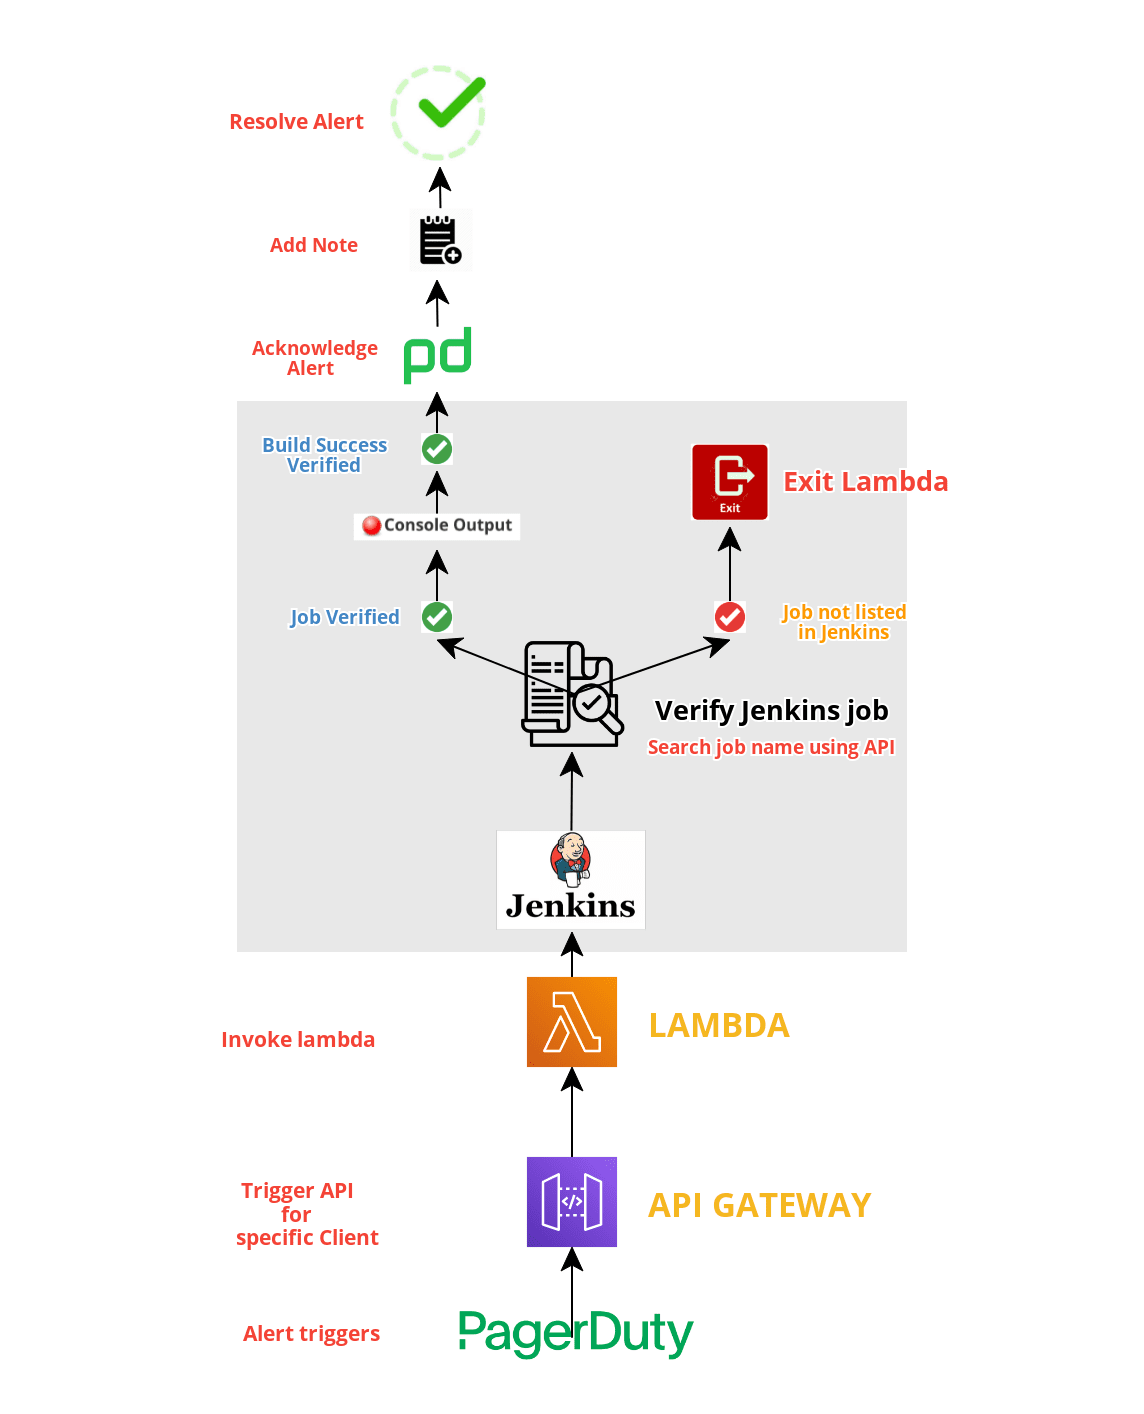 Resolve Alert
Add Note
Acknowledge
Alert
pd
Build Success
Verified
Exit
Exit Lambda
Console Output
Job Verified
Job not listed
in Jenkins
Verify Jenkins job
Search job name using API
Jenkins
LAMBDA
Invoke lambda
Trigger API
for
specific Client
API GATEWAY
</>
Alert triggers
PagerDuty